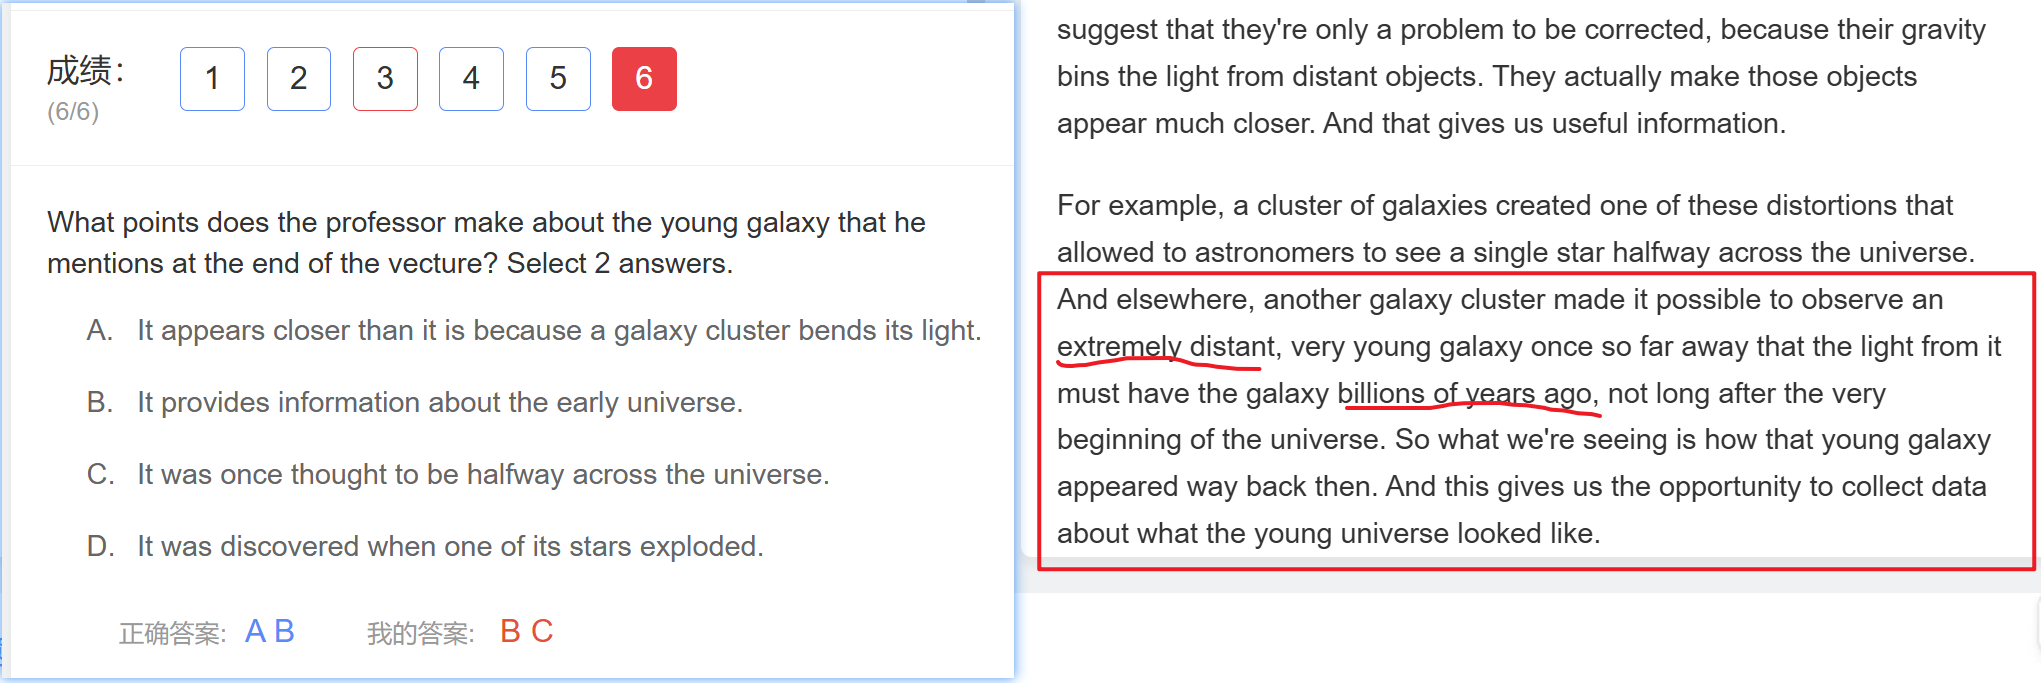 成绩：
(6/6)
1 2 3 4 5 6
What points does the professor make about the young galaxy that he
mentions at the end of the vecture? Select 2 answers.
A. It appears closer than it is because a galaxy cluster bends its light.
B. It provides information about the early universe.
C. It was once thought to be halfway across the universe.
D. It was discovered when one of its stars exploded.
正确答案: A B 我的答案: B C
suggest that they're only a problem to be corrected, because their gravity
bins the light from distant objects. They actually make those objects
appear much closer. And that gives us useful information.
For example, a cluster of galaxies created one of these distortions that
allowed to astronomers to see a single star halfway across the universe.
And elsewhere, another galaxy cluster made it possible to observe an
extremely distant, very young galaxy once so far away that the light from it
must have the galaxy billions of years ago, not long after the very
beginning of the universe. So what we're seeing is how that young galaxy
appeared way back then. And this gives us the opportunity to collect data
about what the young universe looked like.